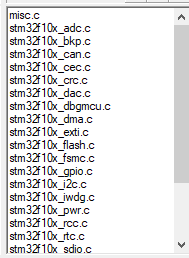 misc.c
stm32f10x_adc.c
stm32f10x_bkp.c
stm32f10x_can.c
stm32f10x_cec.c
stm32f10x_crc.c
stm32f10x_dac.c
stm32f10x_dbgmcu.c
stm32f10x_dma.c
stm32f10x_exti.c
stm32f10x_flash.c
stm32f10x_fsmc.c
stm32f10x_gpio.c
stm32f10x_i2c.c
stm32f10x_iwdg.c
stm32f10x_pwr.c
stm32f10x_rcc.c
stm32f10x_rtc.c
stm32f10x_sdio.c